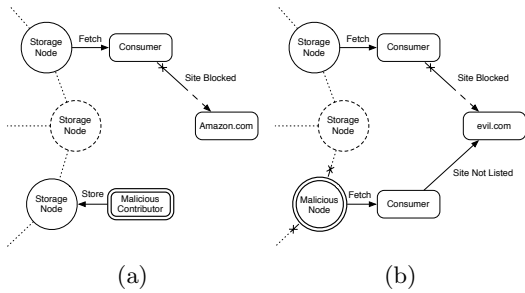 Storage
Node
Fetch
Consumer
Site Blocked
Amazon.com
Storage
Node
Storage
Node
Store
Malicious
Contributor
(a)
Storage
Node
Fetch
Consumer
Site Blocked
evil.com
Storage
Node
Site Not Listed
Malicious
Node
Fetch
Consumer
(b)